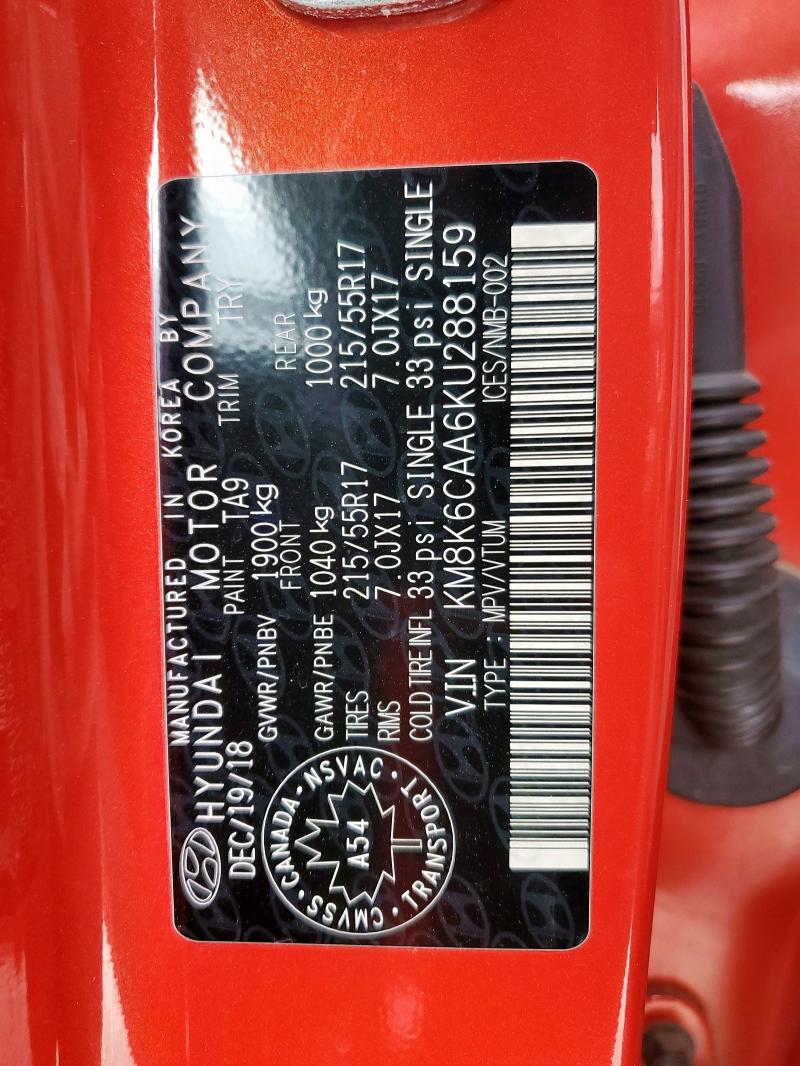 MANUFACTURED IN KOREA BY
HYUNDAI MOTOR COMPANY
DEC/19/18 PAINT TA9 TRIM TRY
GVWR/PNBV 1900 kg
FRONT REAR
GAWR/PNBE 1040 kg 1000 kg
TIRES 215/55R17 215/55R17
RIMS 7.0JX17 7.0JX17
COLD TIRE INFL 33 psi SINGLE 33 psi SINGLE
VIN KM8K6CAA6KU288159
TYPE : MPV/VTUM ICES/NMB-002
CANADA · NSVAC · TRANSPORT · CMVSS
A54